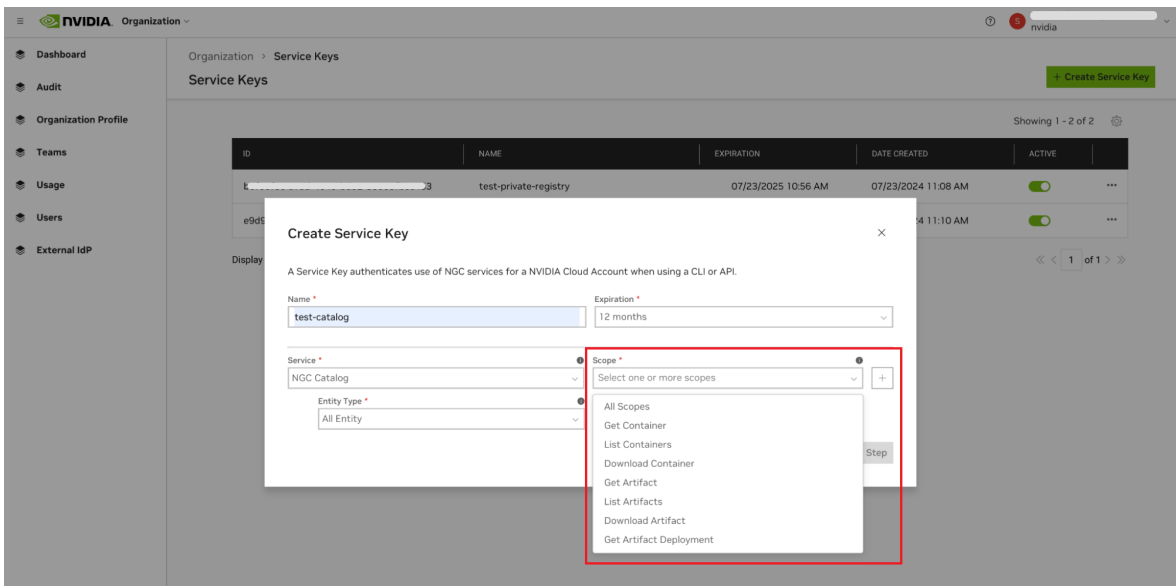 NVIDIA. Organization
S
nvidia
Dashboard
Audit
Organization Profile
Teams
Usage
Users
External IdP
Organization > Service Keys
Service Keys
+ Create Service Key
Showing 1 - 2 of 2
ID NAME EXPIRATION DATE CREATED ACTIVE
test-private-registry 07/23/2025 10:56 AM 07/23/2024 11:08 AM
11:10 AM
Display
1 of 1
Create Service Key
A Service Key authenticates use of NGC services for a NVIDIA Cloud Account when using a CLI or API.
Name * Expiration *
test-catalog 12 months
Service * Scope *
NGC Catalog Select one or more scopes
Entity Type *
All Entity
All Scopes
Get Container
List Containers
Download Container
Get Artifact
List Artifacts
Download Artifact
Get Artifact Deployment
Step